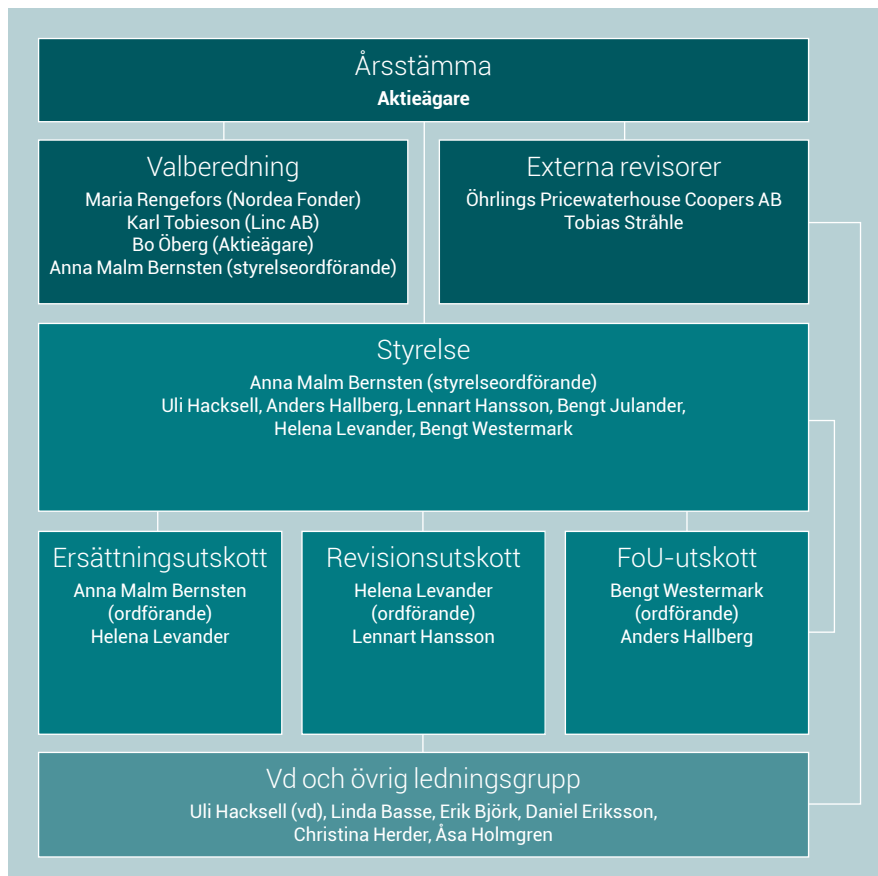 Årsstämma
Aktieägare
Valberedning
Maria Rengefors (Nordea Fonder)
Karl Tobieson (Linc AB)
Bo Öberg (Aktieägare)
Anna Malm Bernsten (styrelseordförande)
Externa revisorer
Öhrlings Pricewaterhouse Coopers AB
Tobias Stråhle
Styrelse
Anna Malm Bernsten (styrelseordförande)
Uli Hacksell, Anders Hallberg, Lennart Hansson, Bengt Julander,
Helena Levander, Bengt Westermark
Ersättningsutskott
Anna Malm Bernsten
(ordförande)
Helena Levander
Revisionsutskott
Helena Levander
(ordförande)
Lennart Hansson
FoU-utskott
Bengt Westermark
(ordförande)
Anders Hallberg
Vd och övrig ledningsgrupp
Uli Hacksell (vd), Linda Basse, Erik Björk, Daniel Eriksson,
Christina Herder, Åsa Holmgren